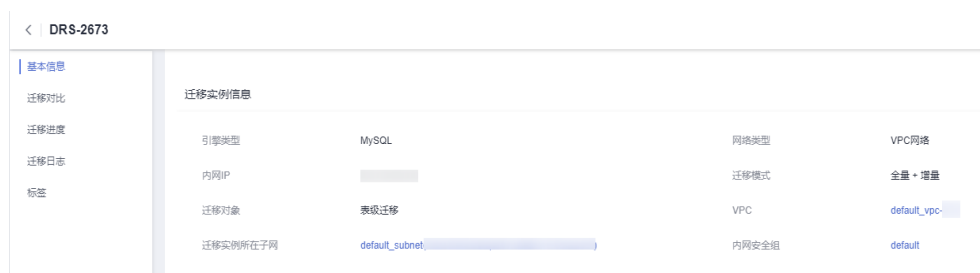 < DRS-2673
基本信息
迁移对比
迁移进度
迁移日志
标签
迁移实例信息
引擎类型 MySQL 网络类型 VPC网络
内网IP 迁移模式 全量 + 增量
迁移对象 表级迁移 VPC default_vpc-
迁移实例所在子网 default_subnet( ) 内网安全组 default